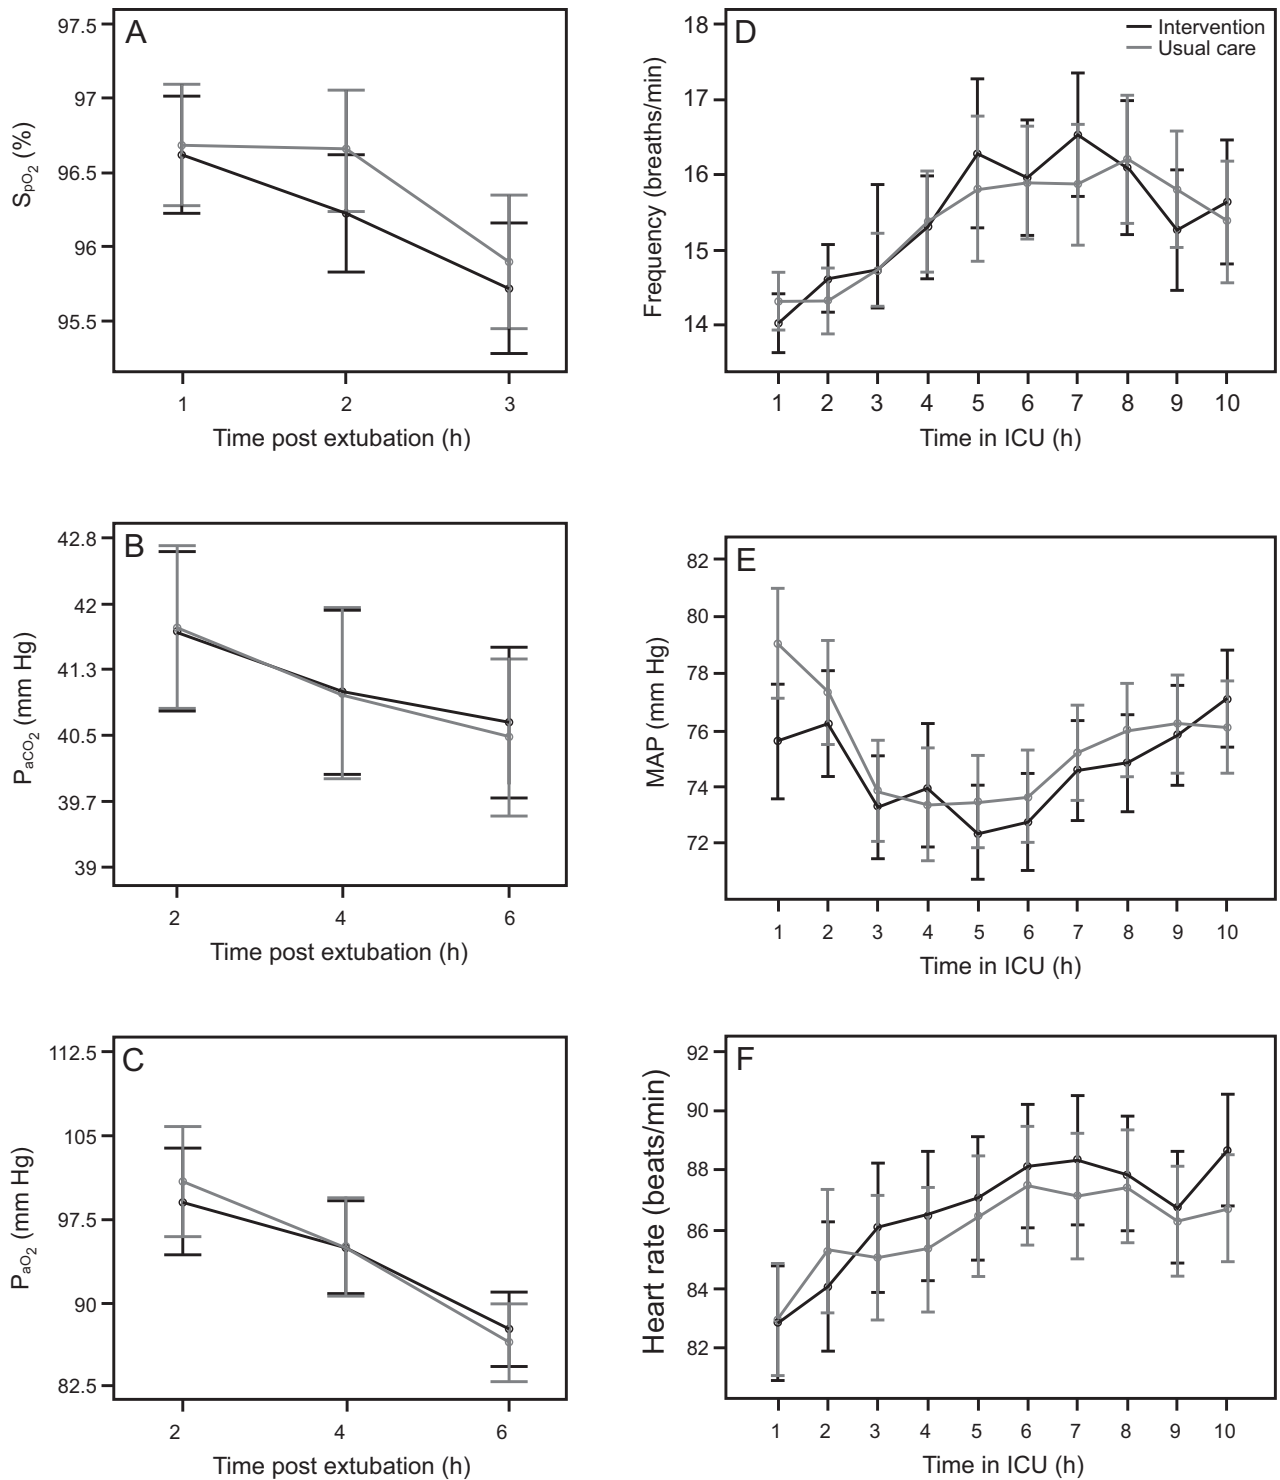 A
97.5
97
96.5
96
95.5
SpO2 (%)
1 2 3
Time post extubation (h)
D
Intervention
Usual care
18
17
16
15
14
Frequency (breaths/min)
1 2 3 4 5 6 7 8 9 10
Time in ICU (h)
B
42.8
42
41.3
40.5
39.7
39
PaCO2 (mm Hg)
2 4 6
Time post extubation (h)
E
82
80
78
76
74
72
MAP (mm Hg)
1 2 3 4 5 6 7 8 9 10
Time in ICU (h)
C
112.5
105
97.5
90
82.5
PaO2 (mm Hg)
2 4 6
Time post extubation (h)
F
92
90
88
86
84
82
Heart rate (beats/min)
1 2 3 4 5 6 7 8 9 10
Time in ICU (h)